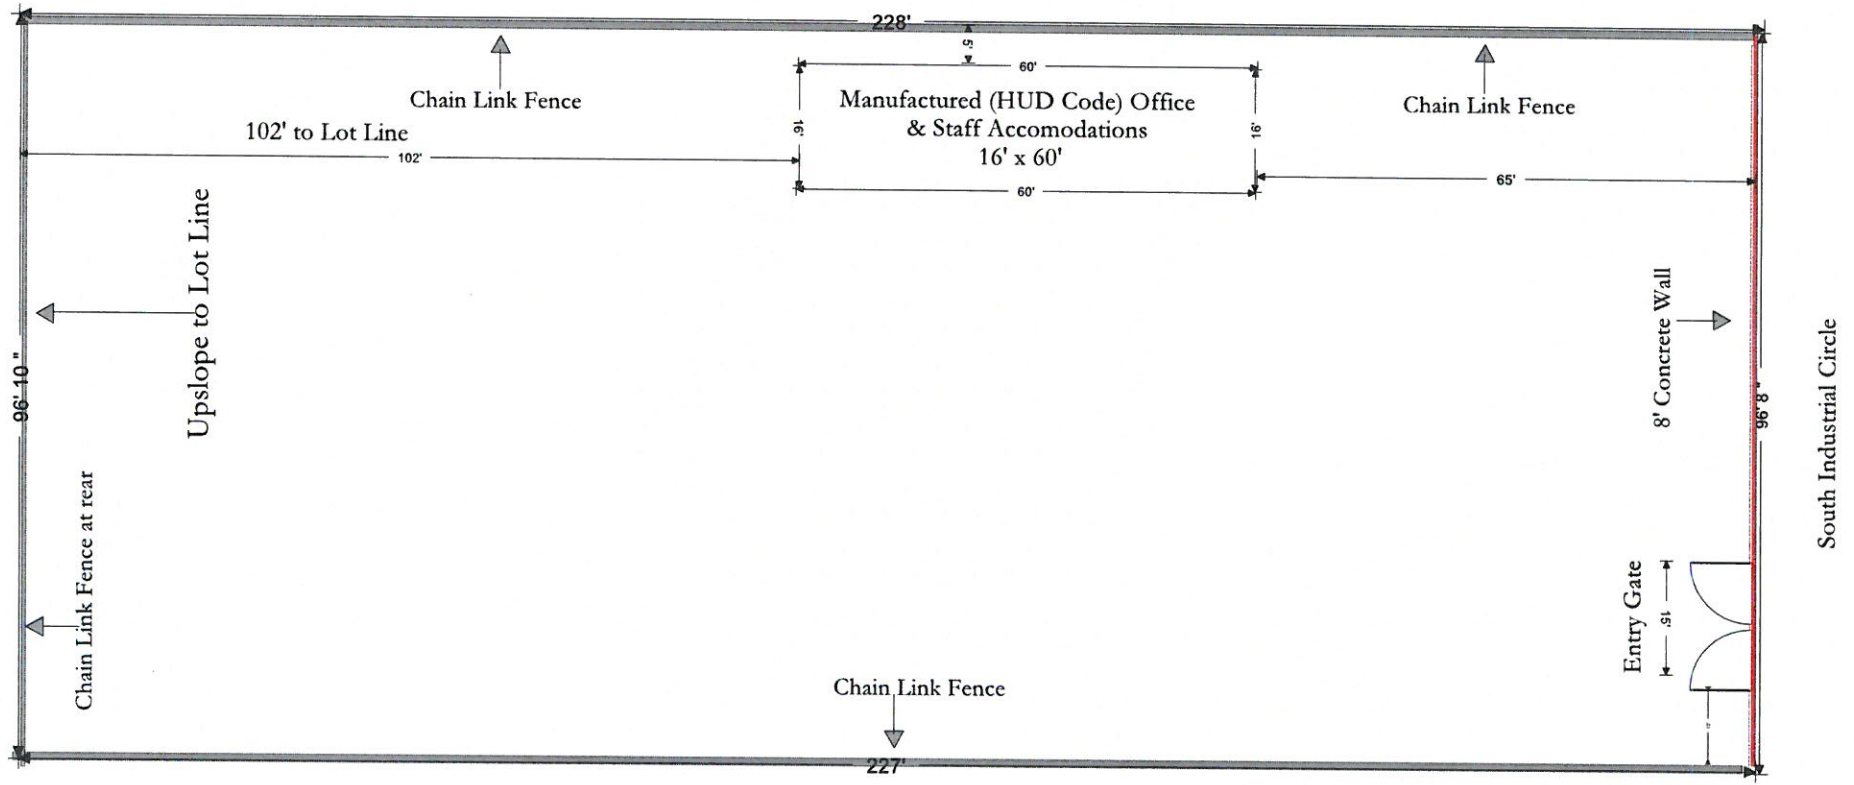 228'
5'
60'
Chain Link Fence
Manufactured (HUD Code) Office
& Staff Accomodations
16' x 60'
Chain Link Fence
102' to Lot Line
16'
16'
102'
60'
65'
Upslope to Lot Line
8' Concrete Wall
96' 10 "
96' 8 "
South Industrial Circle
Chain Link Fence at rear
Entry Gate
15'
Chain Link Fence
227'